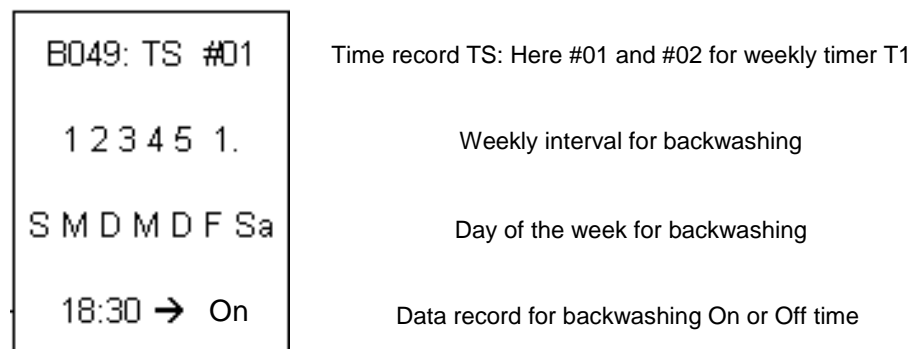 B049: TS #01 Time record TS: Here #01 and #02 for weekly timer T1
1 2 3 4 5 1. Weekly interval for backwashing
S M D M D F Sa Day of the week for backwashing
18:30 → On Data record for backwashing On or Off time